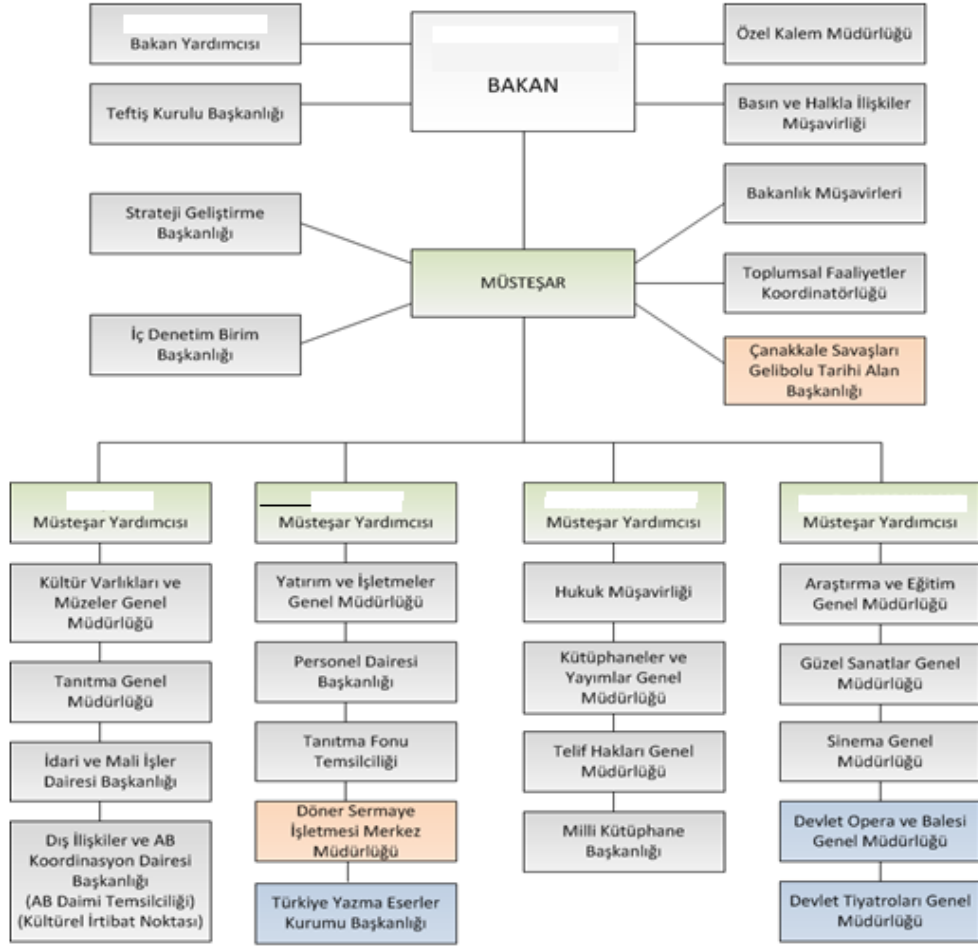 Bakan Yardımcısı
BAKAN
Özel Kalem Müdürlüğü
Teftiş Kurulu Başkanlığı
Basın ve Halkla İlişkiler
Müşavirliği
Strateji Geliştirme
Başkanlığı
Bakanlık Müşavirleri
MÜSTEŞAR
Toplumsal Faaliyetler
Koordinatörlüğü
İç Denetim Birim
Başkanlığı
Çanakkale Savaşları
Gelibolu Tarihi Alan
Başkanlığı
Müsteşar Yardımcısı
Kültür Varlıkları ve
Müzeler Genel
Müdürlüğü
Tanıtma Genel
Müdürlüğü
İdari ve Mali İşler
Dairesi Başkanlığı
Dış İlişkiler ve AB
Koordinasyon Dairesi
Başkanlığı
(AB Daimi Temsilciliği)
(Kültürel İrtibat Noktası)
Müsteşar Yardımcısı
Yatırım ve İşletmeler
Genel Müdürlüğü
Personel Dairesi
Başkanlığı
Tanıtma Fonu
Temsilciliği
Döner Sermaye
İşletmesi Merkez
Müdürlüğü
Türkiye Yazma Eserler
Kurumu Başkanlığı
Müsteşar Yardımcısı
Hukuk Müşavirliği
Kütüphaneler ve
Yayımlar Genel
Müdürlüğü
Telif Hakları Genel
Müdürlüğü
Milli Kütüphane
Başkanlığı
Müsteşar Yardımcısı
Araştırma ve Eğitim
Genel Müdürlüğü
Güzel Sanatlar Genel
Müdürlüğü
Sinema Genel
Müdürlüğü
Devlet Opera ve Balesi
Genel Müdürlüğü
Devlet Tiyatroları Genel
Müdürlüğü